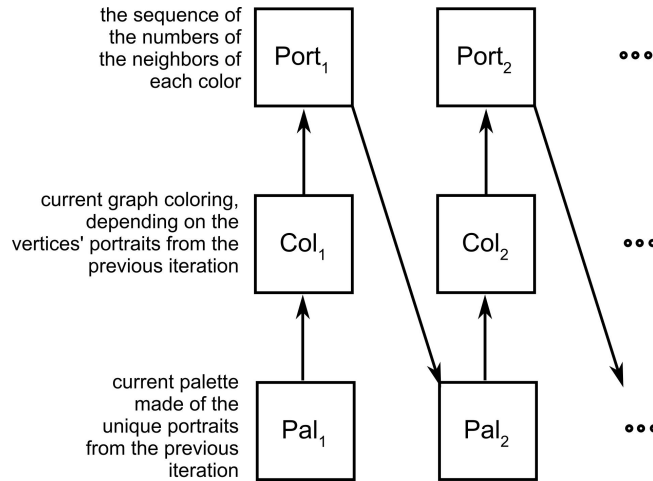 the sequence of
the numbers of
the neighbors of
each color
Port₁
Port₂
current graph coloring,
depending on the
vertices' portraits from the
previous iteration
Col₁
Col₂
current palette
made of the
unique portraits
from the previous
iteration
Pal₁
Pal₂